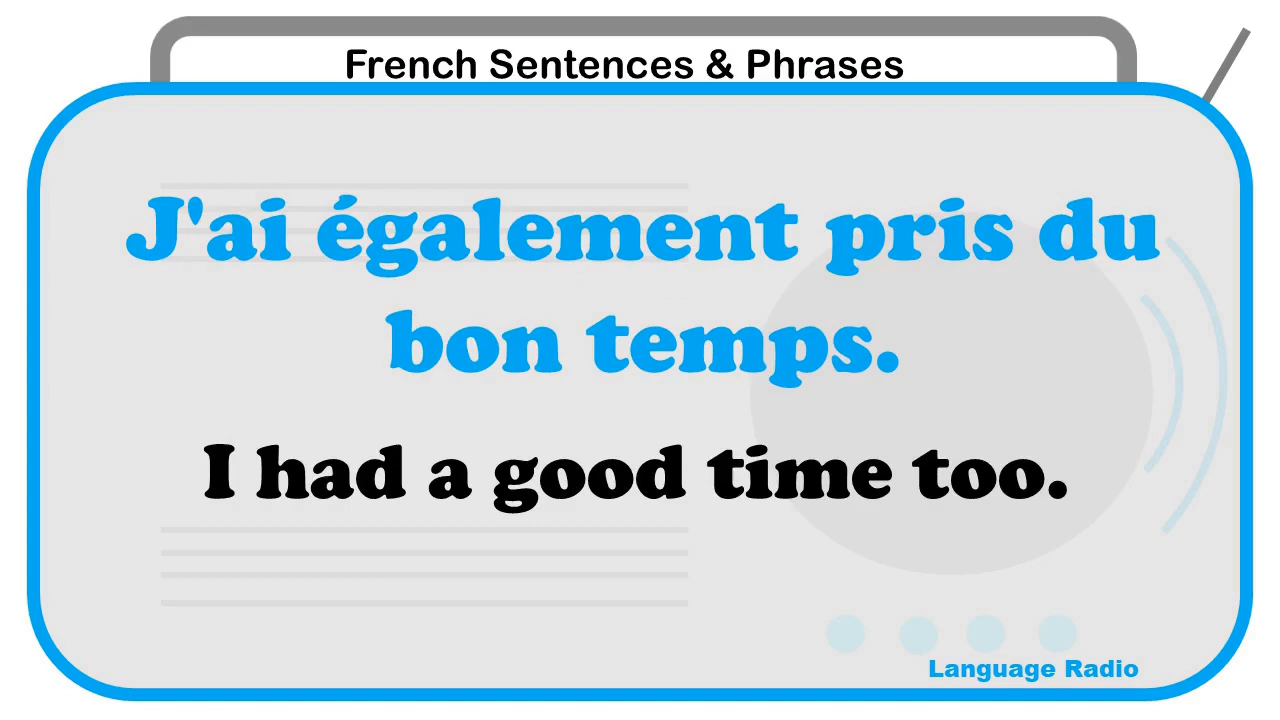 French Sentences & Phrases
J'ai également pris du
bon temps.
I had a good time too.
Language Radio